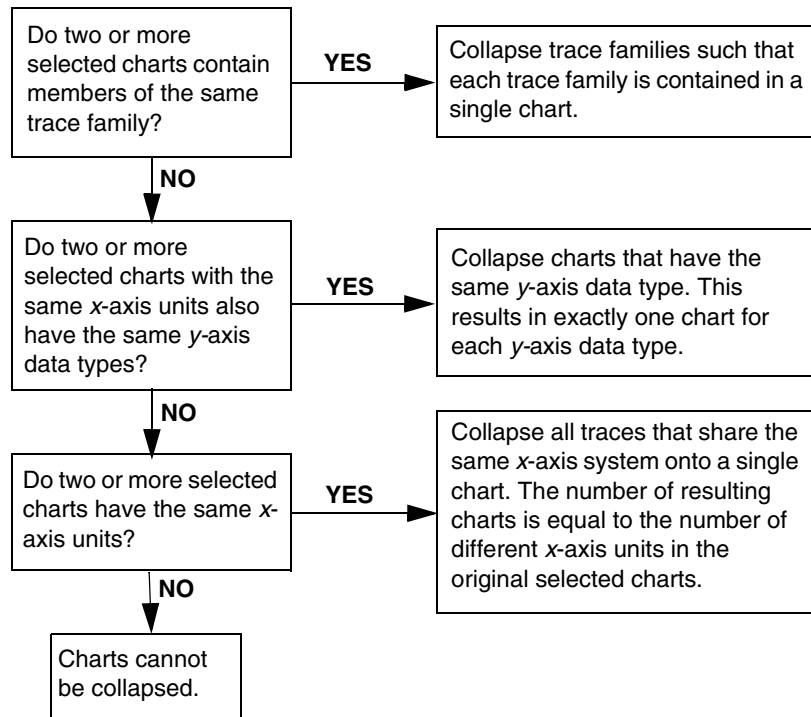 Do two or more
selected charts contain
members of the same
trace family?
YES
Collapse trace families such that
each trace family is contained in a
single chart.
NO
Do two or more
selected charts with the
same x-axis units also
have the same y-axis
data types?
YES
Collapse charts that have the
same y-axis data type. This
results in exactly one chart for
each y-axis data type.
NO
Do two or more selected
charts have the same x-
axis units?
YES
Collapse all traces that share the
same x-axis system onto a single
chart. The number of resulting
charts is equal to the number of
different x-axis units in the
original selected charts.
NO
Charts cannot
be collapsed.